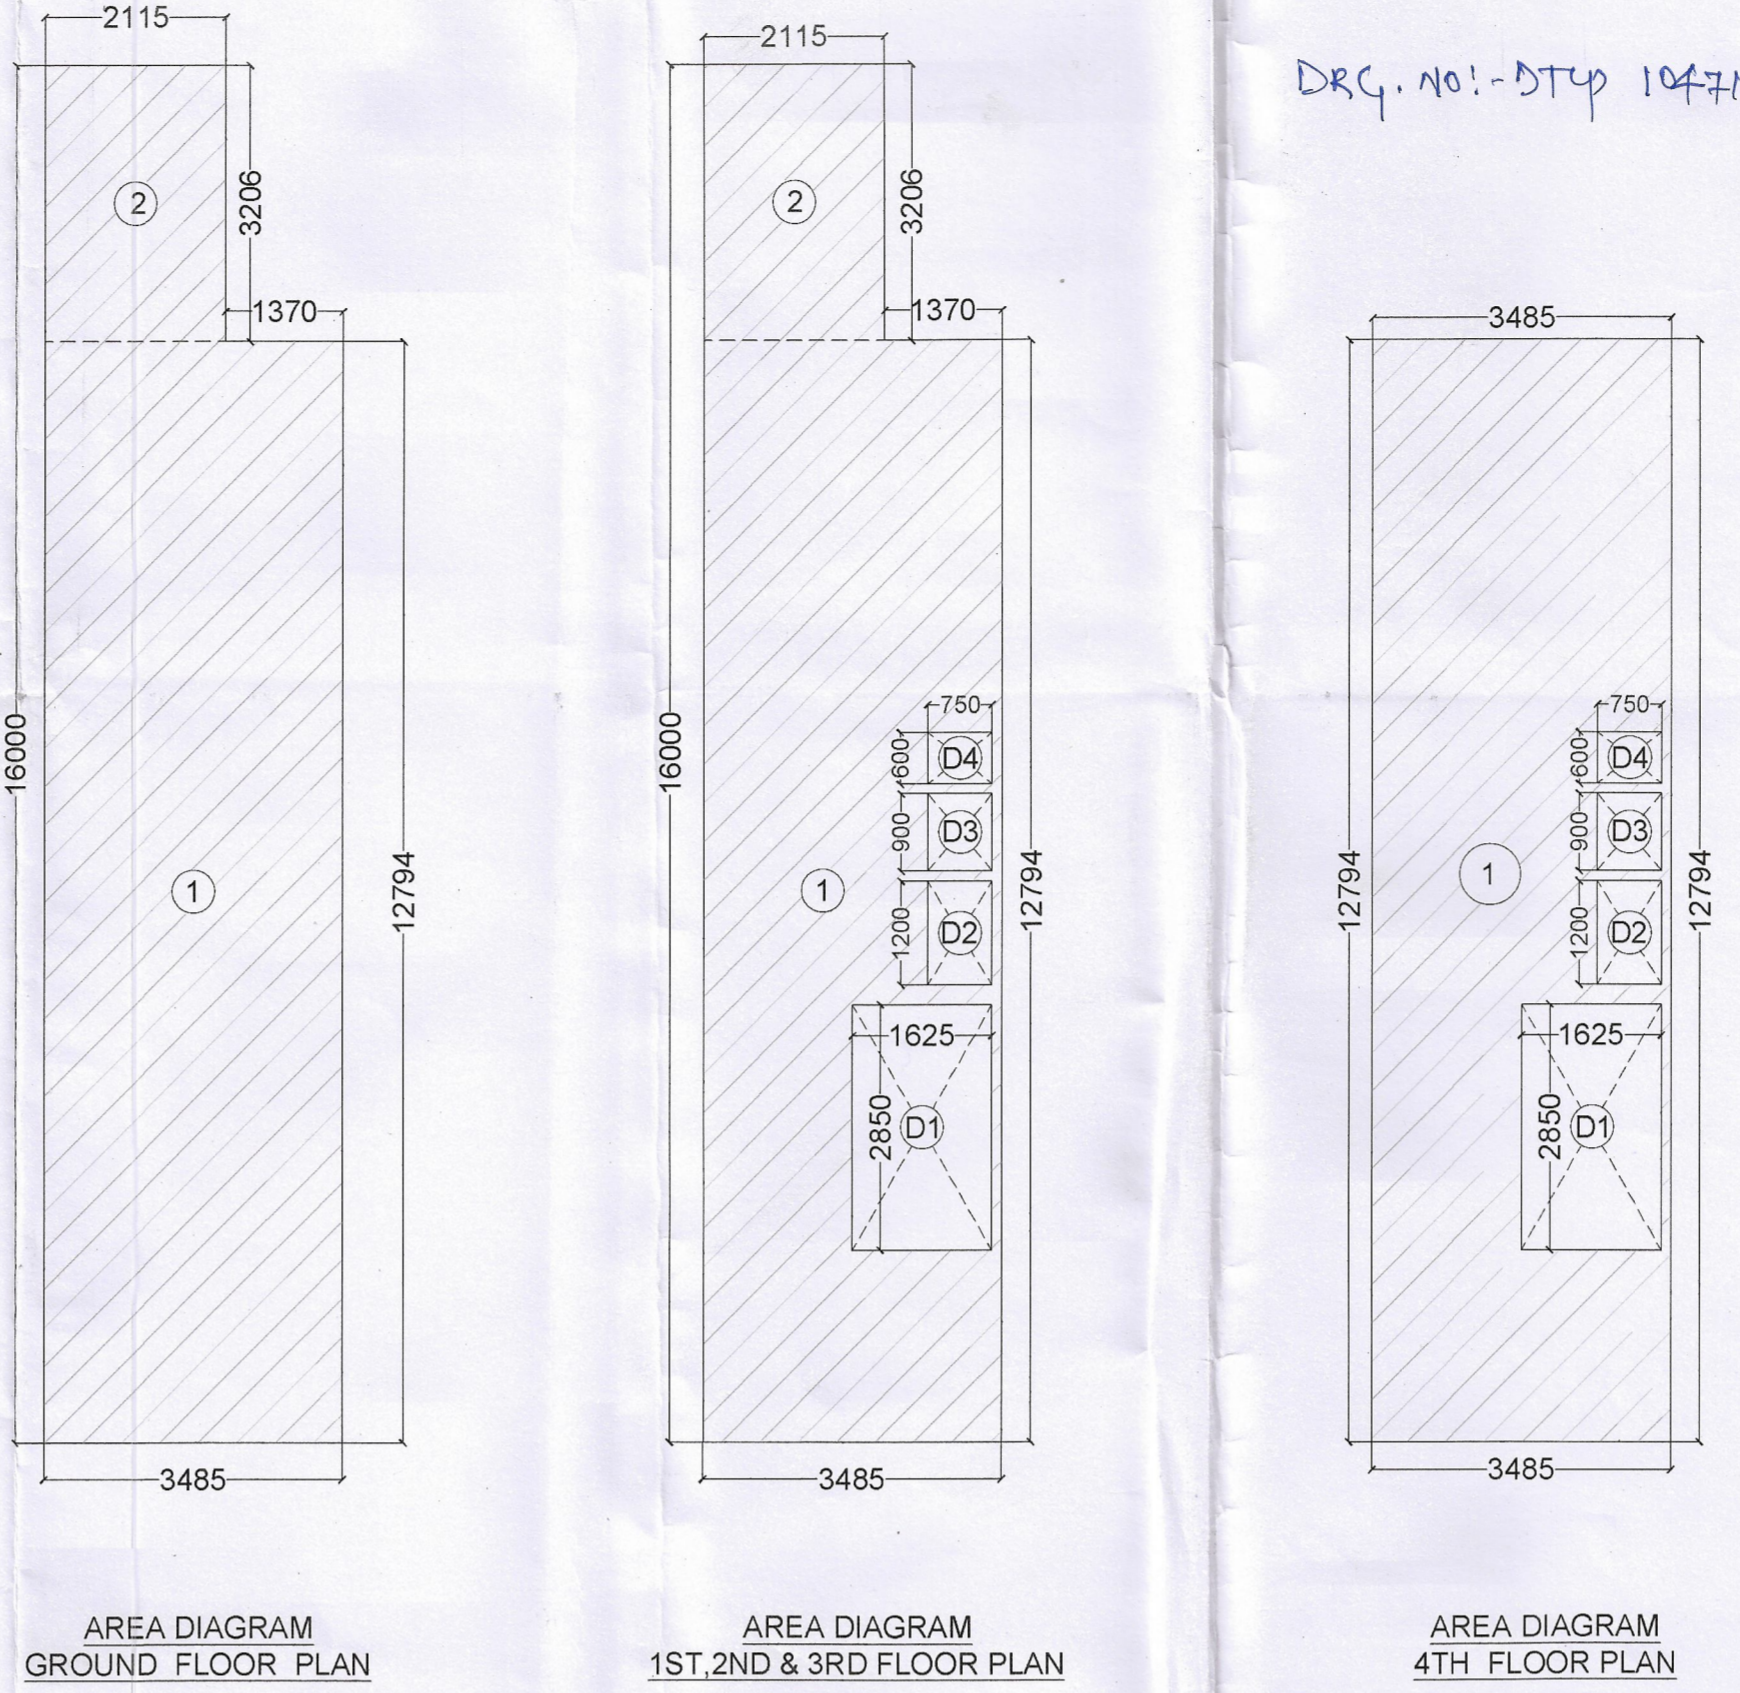 DRG. NO:- DTCP
2115
3206
2
1370
16000
12794
1
3485
AREA DIAGRAM
GROUND FLOOR PLAN
2115
3206
2
1370
16000
750
600
D4
900
D3
1
12794
1200
D2
1625
2850
D1
3485
AREA DIAGRAM
1ST,2ND & 3RD FLOOR PLAN
3485
750
600
D4
900
D3
12794
1
12794
1200
D2
1625
2850
D1
3485
AREA DIAGRAM
4TH FLOOR PLAN